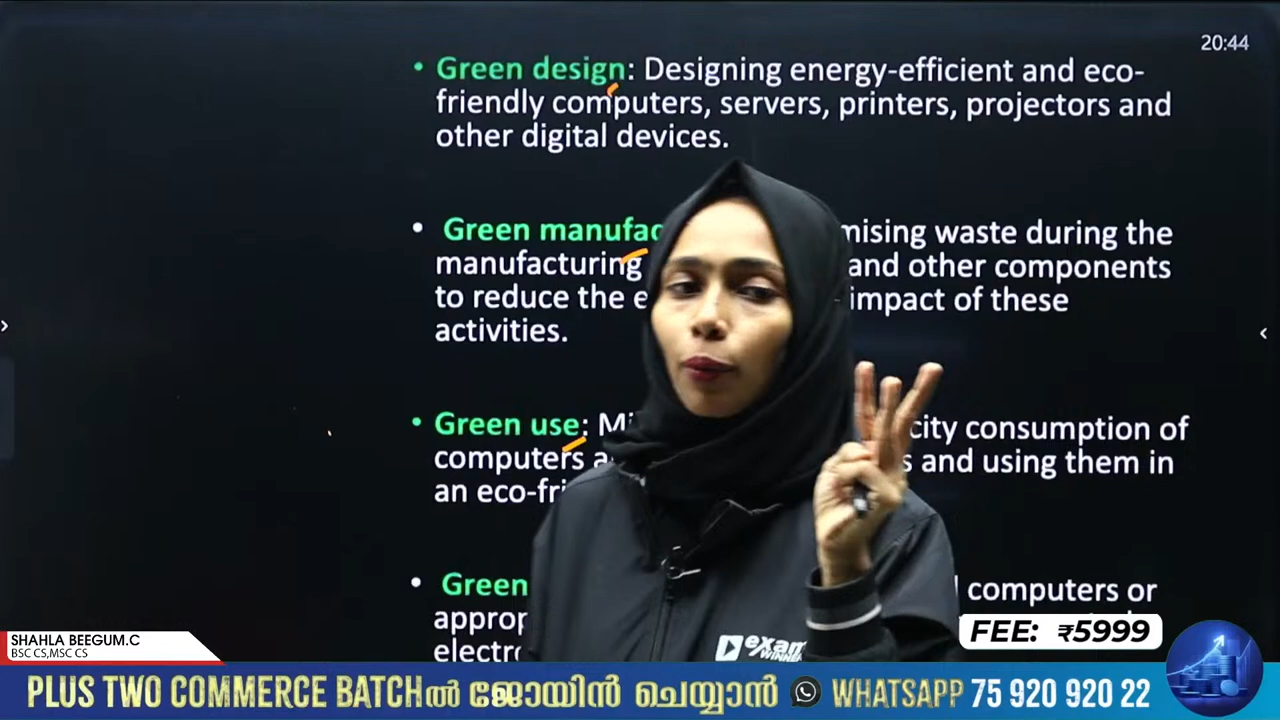 20:44
• Green design: Designing energy-efficient and eco-
friendly computers, servers, printers, projectors and
other digital devices.
• Green manufac mising waste during the
manufacturing and other components
to reduce the e impact of these
activities.
• Green use: Mi city consumption of
computers a s and using them in
an eco-fri
• Green computers or
approp
electro
FEE: ₹5999
exam
WINNER
SHAHLA BEEGUM.C
BSC CS,MSC CS
PLUS TWO COMMERCE BATCHൽ ജോയിൻ ചെയ്യാൻ WHATSAPP 75 920 920 22